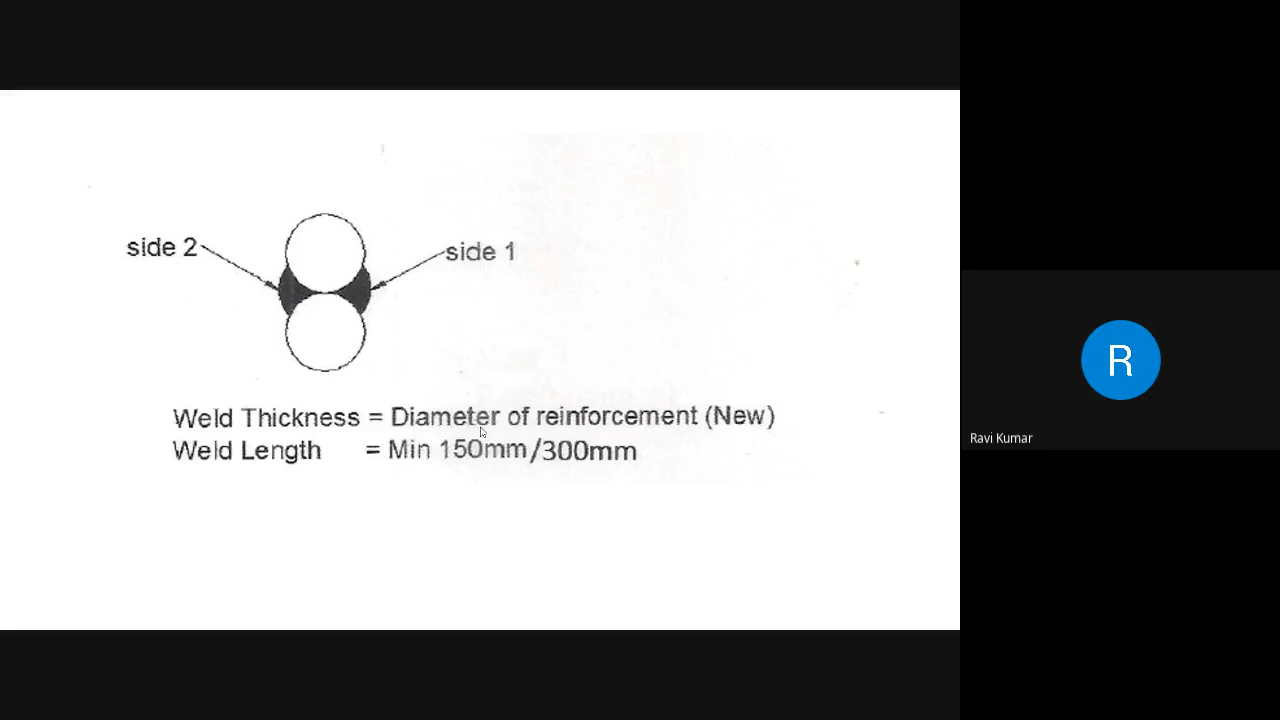 side 2
side 1
Weld Thickness = Diameter of reinforcement (New)
Weld Length = Min 150mm/300mm
R
Ravi Kumar